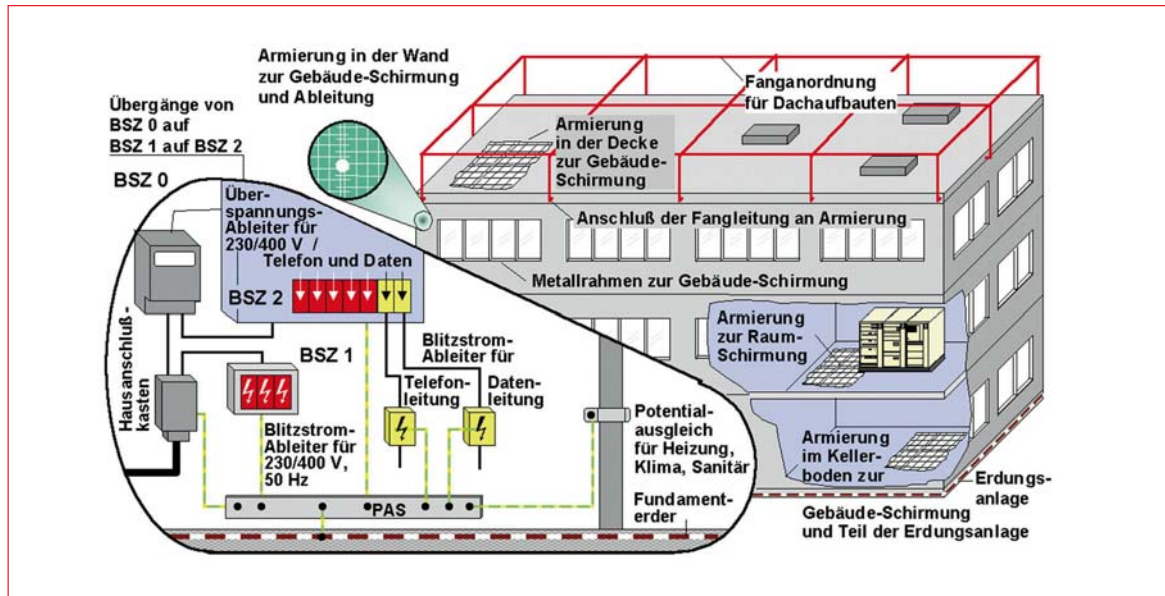 Armierung in der Wand
zur Gebäude-Schirmung
und Ableitung
Fanganordnung
für Dachaufbauten
Übergänge von
BSZ 0 auf
BSZ 1 auf BSZ 2
Armierung
in der Decke
zur Gebäude-
Schirmung
BSZ 0
Über-
spannungs-
Ableiter für
230/400 V /
Telefon und Daten
Anschluß der Fangleitung an Armierung
Metallrahmen zur Gebäude-Schirmung
BSZ 2
Armierung
zur Raum-
Schirmung
BSZ 1
Blitzstrom-
Ableiter für
Telefon-
leitung
Daten-
leitung
Hausanschluß-
kasten
Blitzstrom-
Ableiter für
230/400 V,
50 Hz
Potential-
ausgleich
für Heizung,
Klima, Sanitär
Armierung
im Keller-
boden zur
Erdungs-
anlage
PAS
Fundament-
erder
Gebäude-Schirmung
und Teil der Erdungsanlage